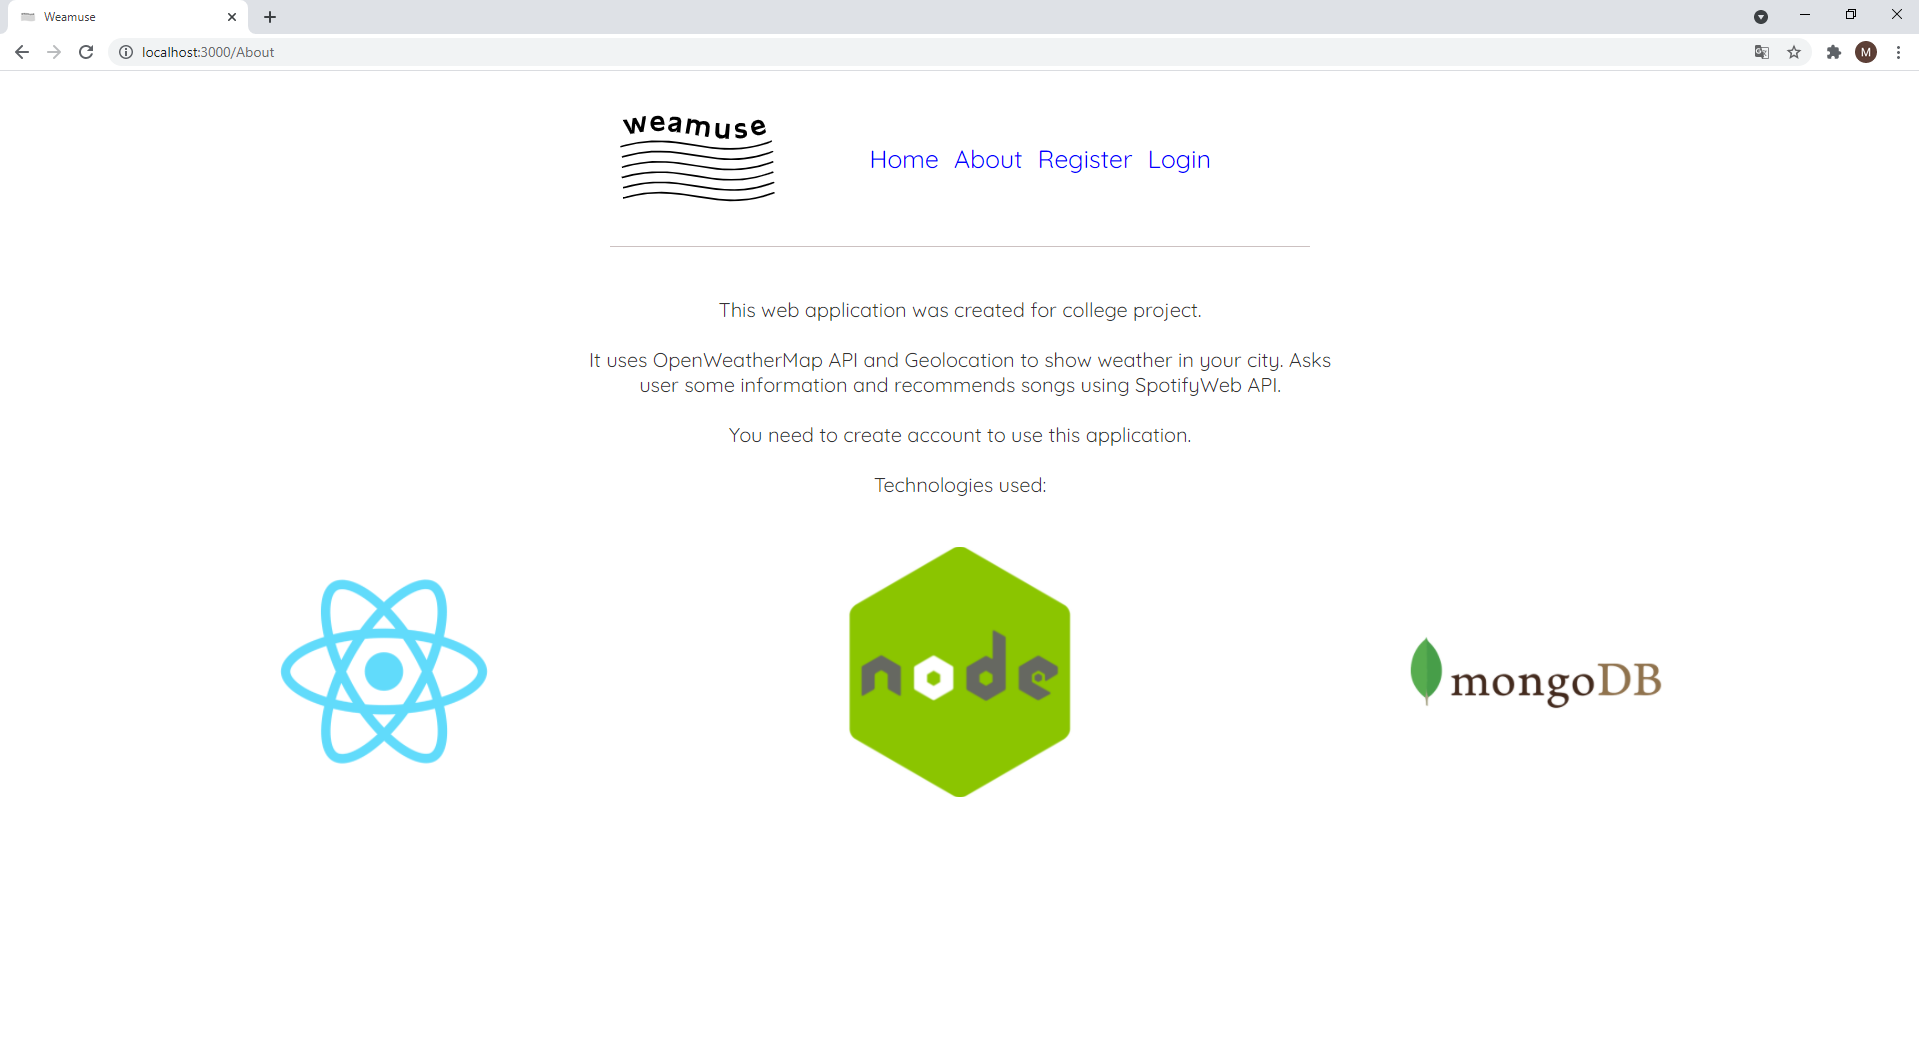 Weamuse
localhost:3000/About
M
weamuse
Home About Register Login
This web application was created for college project.
It uses OpenWeatherMap API and Geolocation to show weather in your city. Asks
user some information and recommends songs using SpotifyWeb API.
You need to create account to use this application.
Technologies used:
node
mongoDB